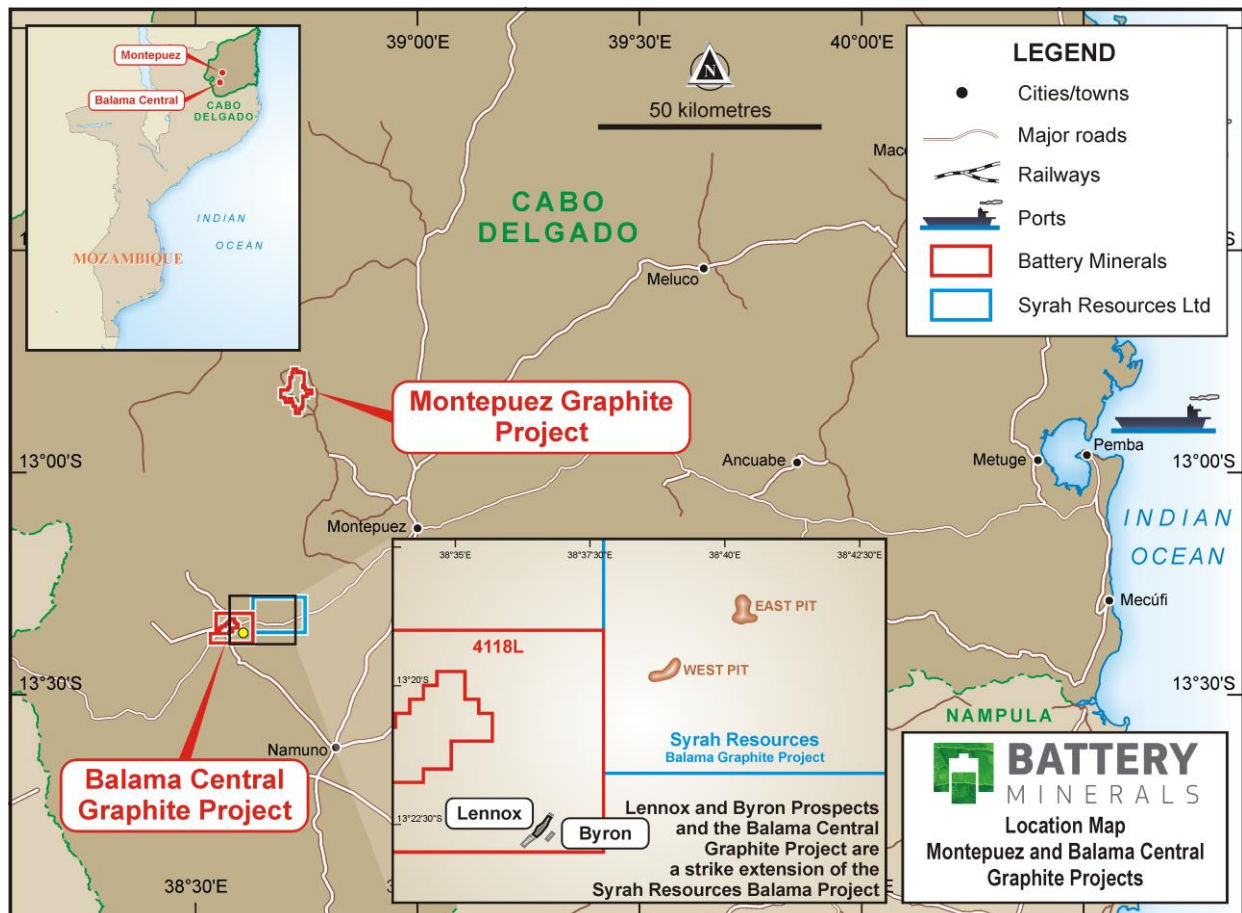 39°00'E
39°30'E
40°00'E
Montepuez
Balama Central
CABO
DELGADO
INDIAN
OCEAN
MOZAMBIQUE
N
50 kilometres
LEGEND
Cities/towns
Major roads
Railways
Ports
Battery Minerals
Syrah Resources Ltd
CABO
DELGADO
Meluco
Montepuez Graphite
Project
13°00'S
Ancuabe
Metuge
Pemba
13°00'S
Montepuez
INDIAN
OCEAN
Mecúfi
38°35'E
38°37'30"E
38°40'E
38°42'30"E
EAST PIT
4118L
WEST PIT
13°20'S
13°30'S
13°30'S
NAMPULA
Namuno
Syrah Resources
Balama Graphite Project
Balama Central
Graphite Project
13°22'30"S
Lennox
Byron
Lennox and Byron Prospects
and the Balama Central
Graphite Project are
a strike extension of the
Syrah Resources Balama Project
BATTERY
MINERALS
Location Map
Montepuez and Balama Central
Graphite Projects
38°30'E
39°00'E
39°30'E